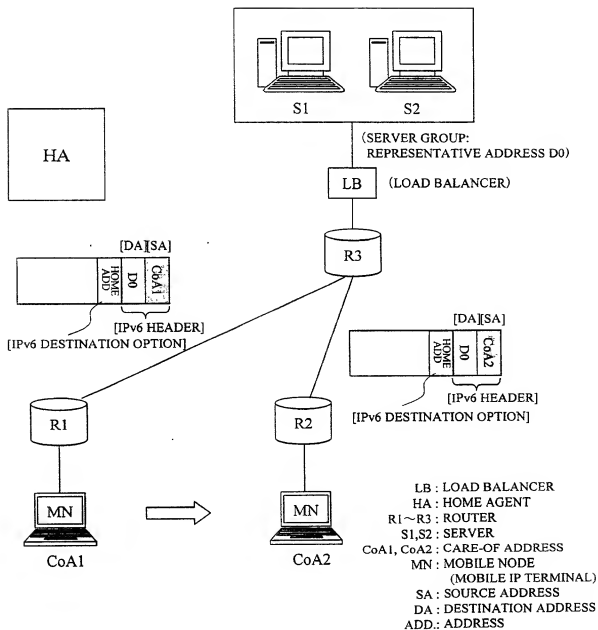 S1 S2
(SERVER GROUP:
REPRESENTATIVE ADDRESS D0)
HA
LB (LOAD BALANCER)
R3
[DA][SA]
HOME ADD D0 CoA1
[IPv6 HEADER]
[IPv6 DESTINATION OPTION]
[DA][SA]
HOME ADD D0 CoA2
[IPv6 HEADER]
[IPv6 DESTINATION OPTION]
R1 R2
MN MN
CoA1 CoA2
LB : LOAD BALANCER
HA : HOME AGENT
R1~R3 : ROUTER
S1,S2 : SERVER
CoA1, CoA2 : CARE-OF ADDRESS
MN : MOBILE NODE
(MOBILE IP TERMINAL)
SA : SOURCE ADDRESS
DA : DESTINATION ADDRESS
ADD.: ADDRESS